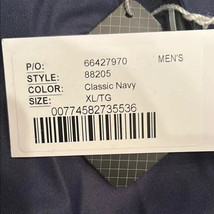 P/O: 66427970 MEN'S
STYLE: 88205
COLOR: Classic Navy
SIZE: XL/TG
00774582735536